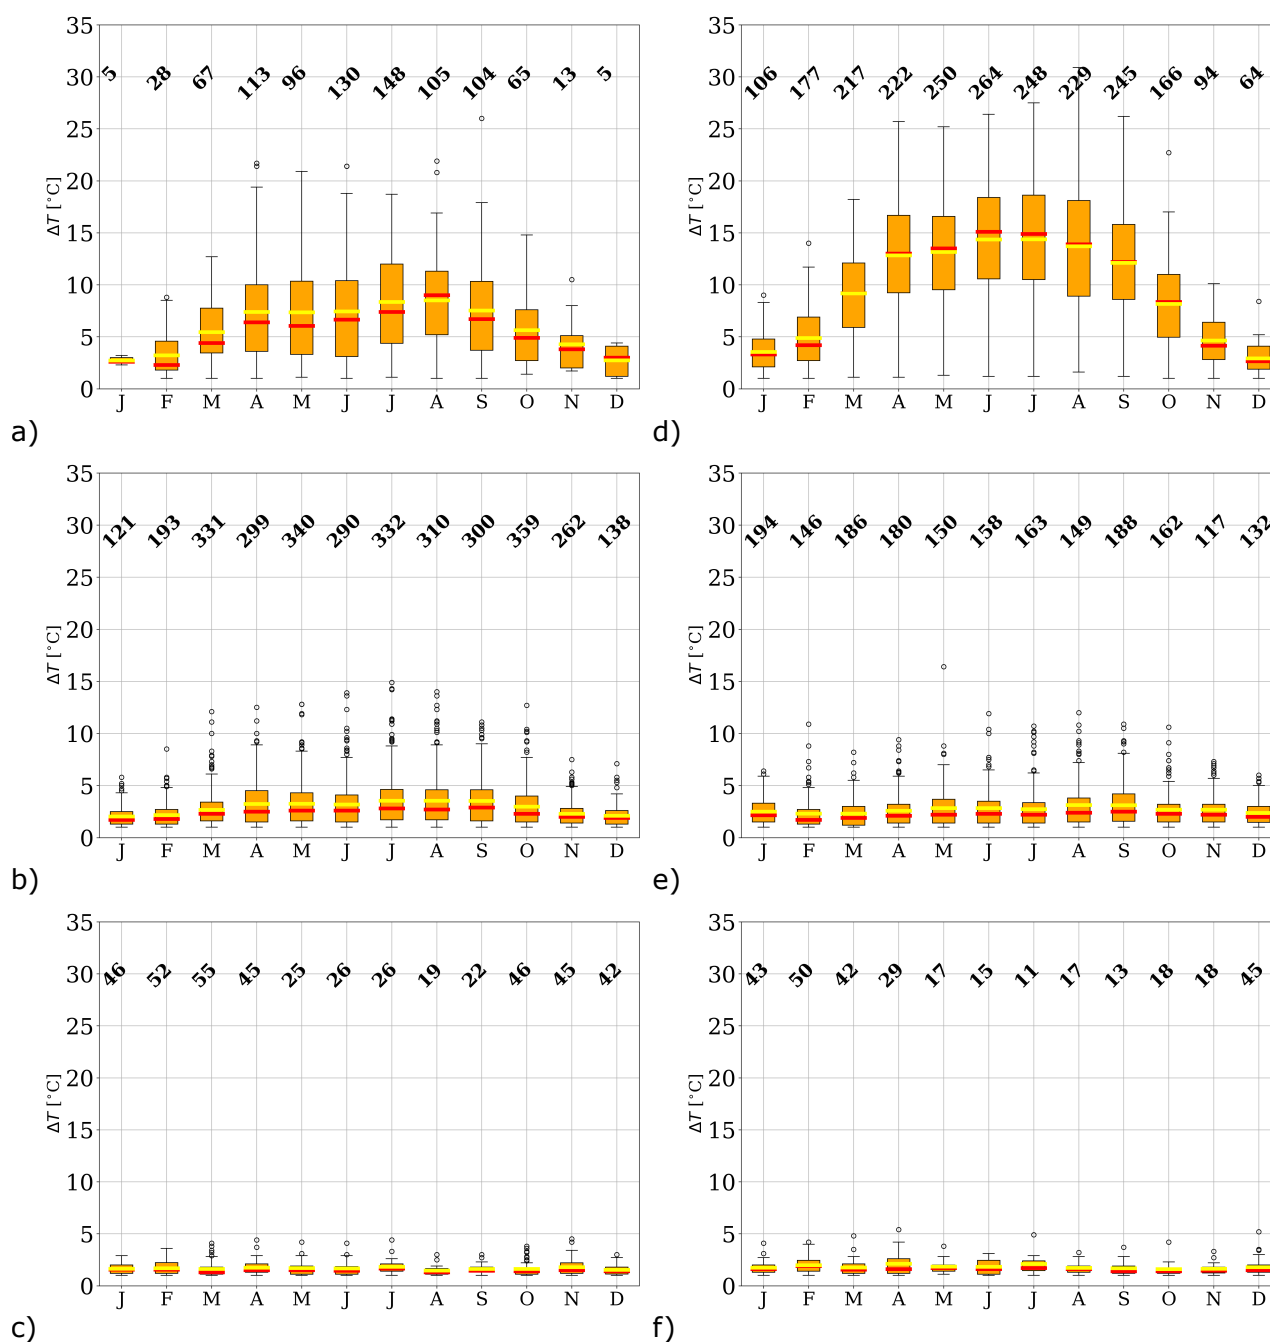 35
30
25
20
15
10
5
0
ΔT [°C]
5 28 67 113 96 130 148 105 104 65 13 5
J F M A M J J A S O N D
a)
35
30
25
20
15
10
5
0
ΔT [°C]
106 177 217 222 250 264 248 229 245 166 94 64
J F M A M J J A S O N D
d)
35
30
25
20
15
10
5
0
ΔT [°C]
121 193 331 299 340 290 332 310 300 359 262 138
J F M A M J J A S O N D
b)
35
30
25
20
15
10
5
0
ΔT [°C]
194 146 186 180 150 158 163 149 188 162 117 132
J F M A M J J A S O N D
e)
35
30
25
20
15
10
5
0
ΔT [°C]
46 52 55 45 25 26 26 19 22 46 45 42
J F M A M J J A S O N D
c)
35
30
25
20
15
10
5
0
ΔT [°C]
43 50 42 29 17 15 11 17 13 18 18 45
J F M A M J J A S O N D
f)